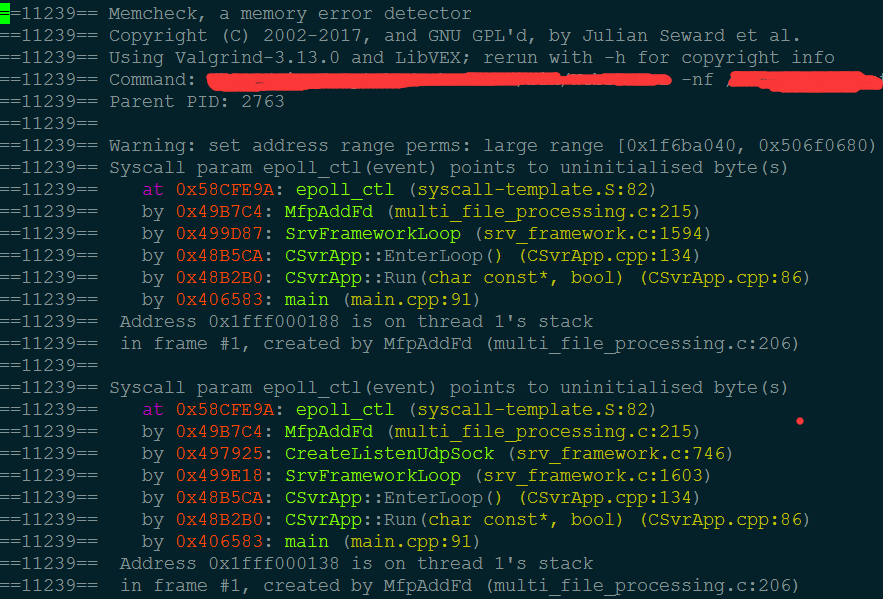 ==11239== Memcheck, a memory error detector
==11239== Copyright (C) 2002-2017, and GNU GPL'd, by Julian Seward et al.
==11239== Using Valgrind-3.13.0 and LibVEX; rerun with -h for copyright info
==11239== Command: -nf
==11239== Parent PID: 2763
==11239==
==11239== Warning: set address range perms: large range [0x1f6ba040, 0x506f0680)
==11239== Syscall param epoll_ctl(event) points to uninitialised byte(s)
==11239==    at 0x58CFE9A: epoll_ctl (syscall-template.S:82)
==11239==    by 0x49B7C4: MfpAddFd (multi_file_processing.c:215)
==11239==    by 0x499D87: SrvFrameworkLoop (srv_framework.c:1594)
==11239==    by 0x48B5CA: CSvrApp::EnterLoop() (CSvrApp.cpp:134)
==11239==    by 0x48B2B0: CSvrApp::Run(char const*, bool) (CSvrApp.cpp:86)
==11239==    by 0x406583: main (main.cpp:91)
==11239==  Address 0x1fff000188 is on thread 1's stack
==11239==  in frame #1, created by MfpAddFd (multi_file_processing.c:206)
==11239==
==11239== Syscall param epoll_ctl(event) points to uninitialised byte(s)
==11239==    at 0x58CFE9A: epoll_ctl (syscall-template.S:82)
==11239==    by 0x49B7C4: MfpAddFd (multi_file_processing.c:215)
==11239==    by 0x497925: CreateListenUdpSock (srv_framework.c:746)
==11239==    by 0x499E18: SrvFrameworkLoop (srv_framework.c:1603)
==11239==    by 0x48B5CA: CSvrApp::EnterLoop() (CSvrApp.cpp:134)
==11239==    by 0x48B2B0: CSvrApp::Run(char const*, bool) (CSvrApp.cpp:86)
==11239==    by 0x406583: main (main.cpp:91)
==11239==  Address 0x1fff000138 is on thread 1's stack
==11239==  in frame #1, created by MfpAddFd (multi_file_processing.c:206)